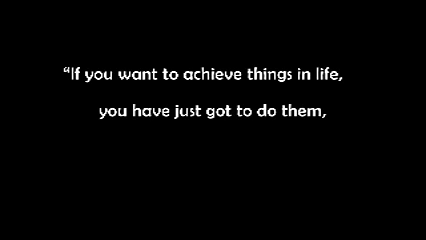 “If you want to achieve things in life,
you have just got to do them,